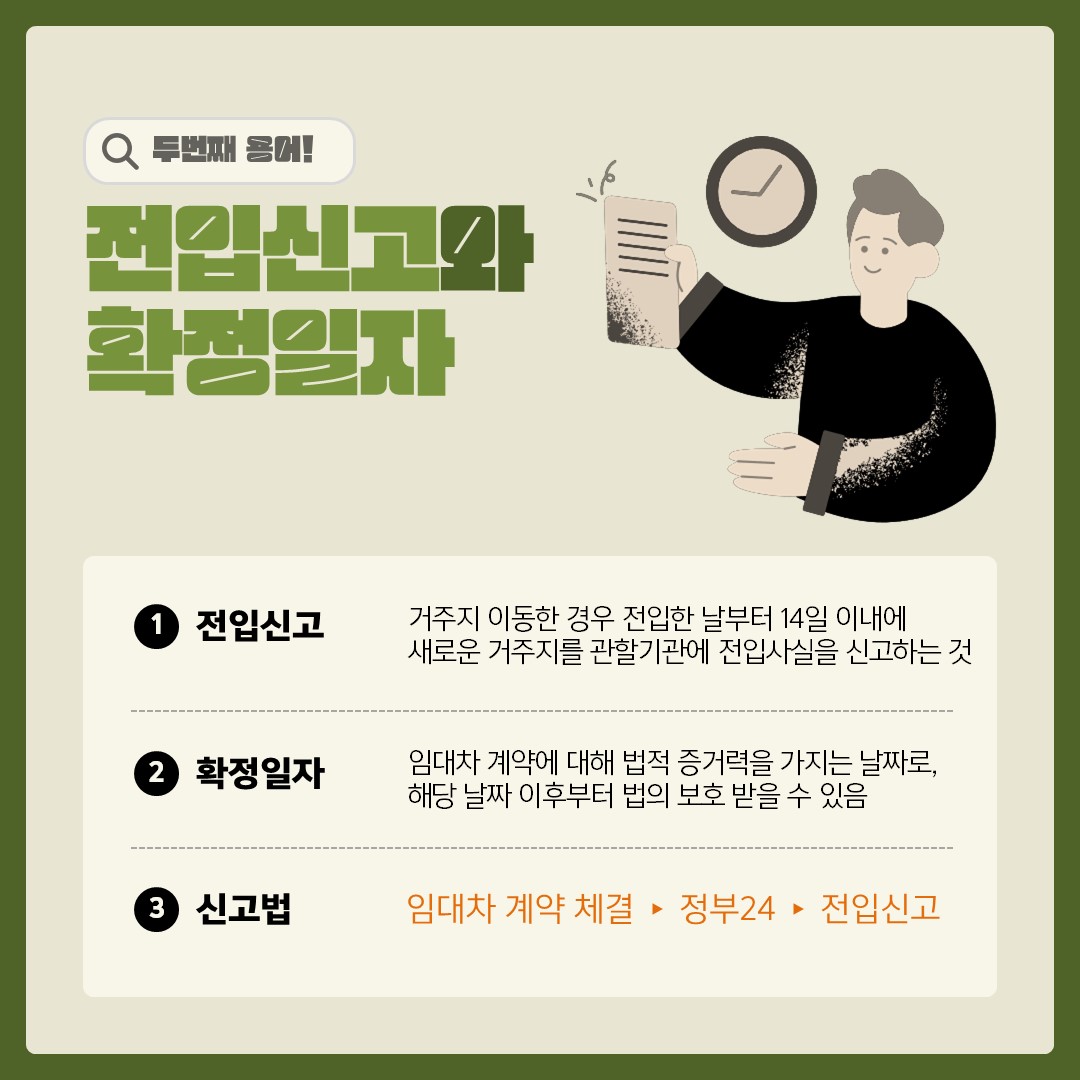 두번째 용어!
전입신고와
확정일자
1 전입신고
거주지 이동한 경우 전입한 날부터 14일 이내에
새로운 거주지를 관할기관에 전입사실을 신고하는 것
2 확정일자
임대차 계약에 대해 법적 증거력을 가지는 날짜로,
해당 날짜 이후부터 법의 보호 받을 수 있음
3 신고법
임대차 계약 체결 ▸ 정부24 ▸ 전입신고